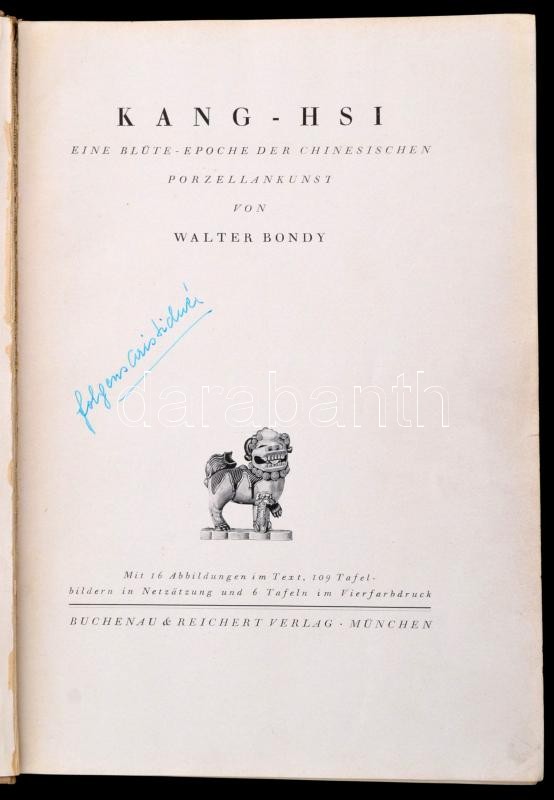 KANG-HSI
EINE BLÜTE-EPOCHE DER CHINESISCHEN
PORZELLANKUNST
VON
WALTER BONDY
darabanth
Mit 16 Abbildungen im Text, 109 Tafel-
bildern in Netzätzung und 6 Tafeln im Vierfarbdruck
BUCHENAU & REICHERT VERLAG · MÜNCHEN